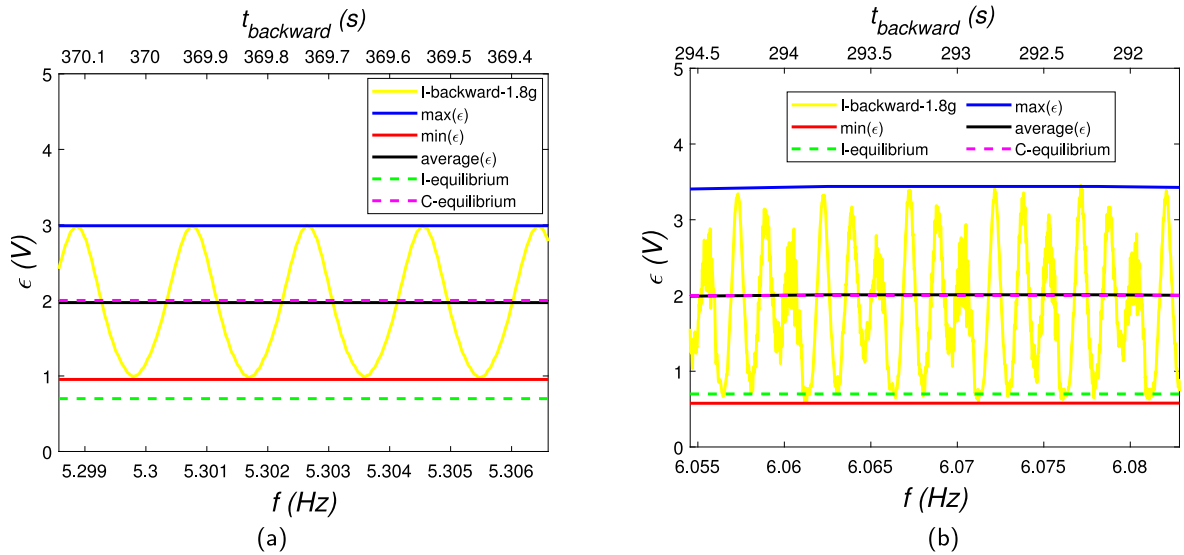 t_backward (s)
370.1 370 369.9 369.8 369.7 369.6 369.5 369.4
5
4
3
2
1
0
ϵ (V)
I-backward-1.8g
max(ϵ)
min(ϵ)
average(ϵ)
I-equilibrium
C-equilibrium
5.299 5.3 5.301 5.302 5.303 5.304 5.305 5.306
f (Hz)
(a)
t_backward (s)
294.5 294 293.5 293 292.5 292
5
4
3
2
1
0
ϵ (V)
I-backward-1.8g max(ϵ)
min(ϵ) average(ϵ)
I-equilibrium C-equilibrium
6.055 6.06 6.065 6.07 6.075 6.08
f (Hz)
(b)